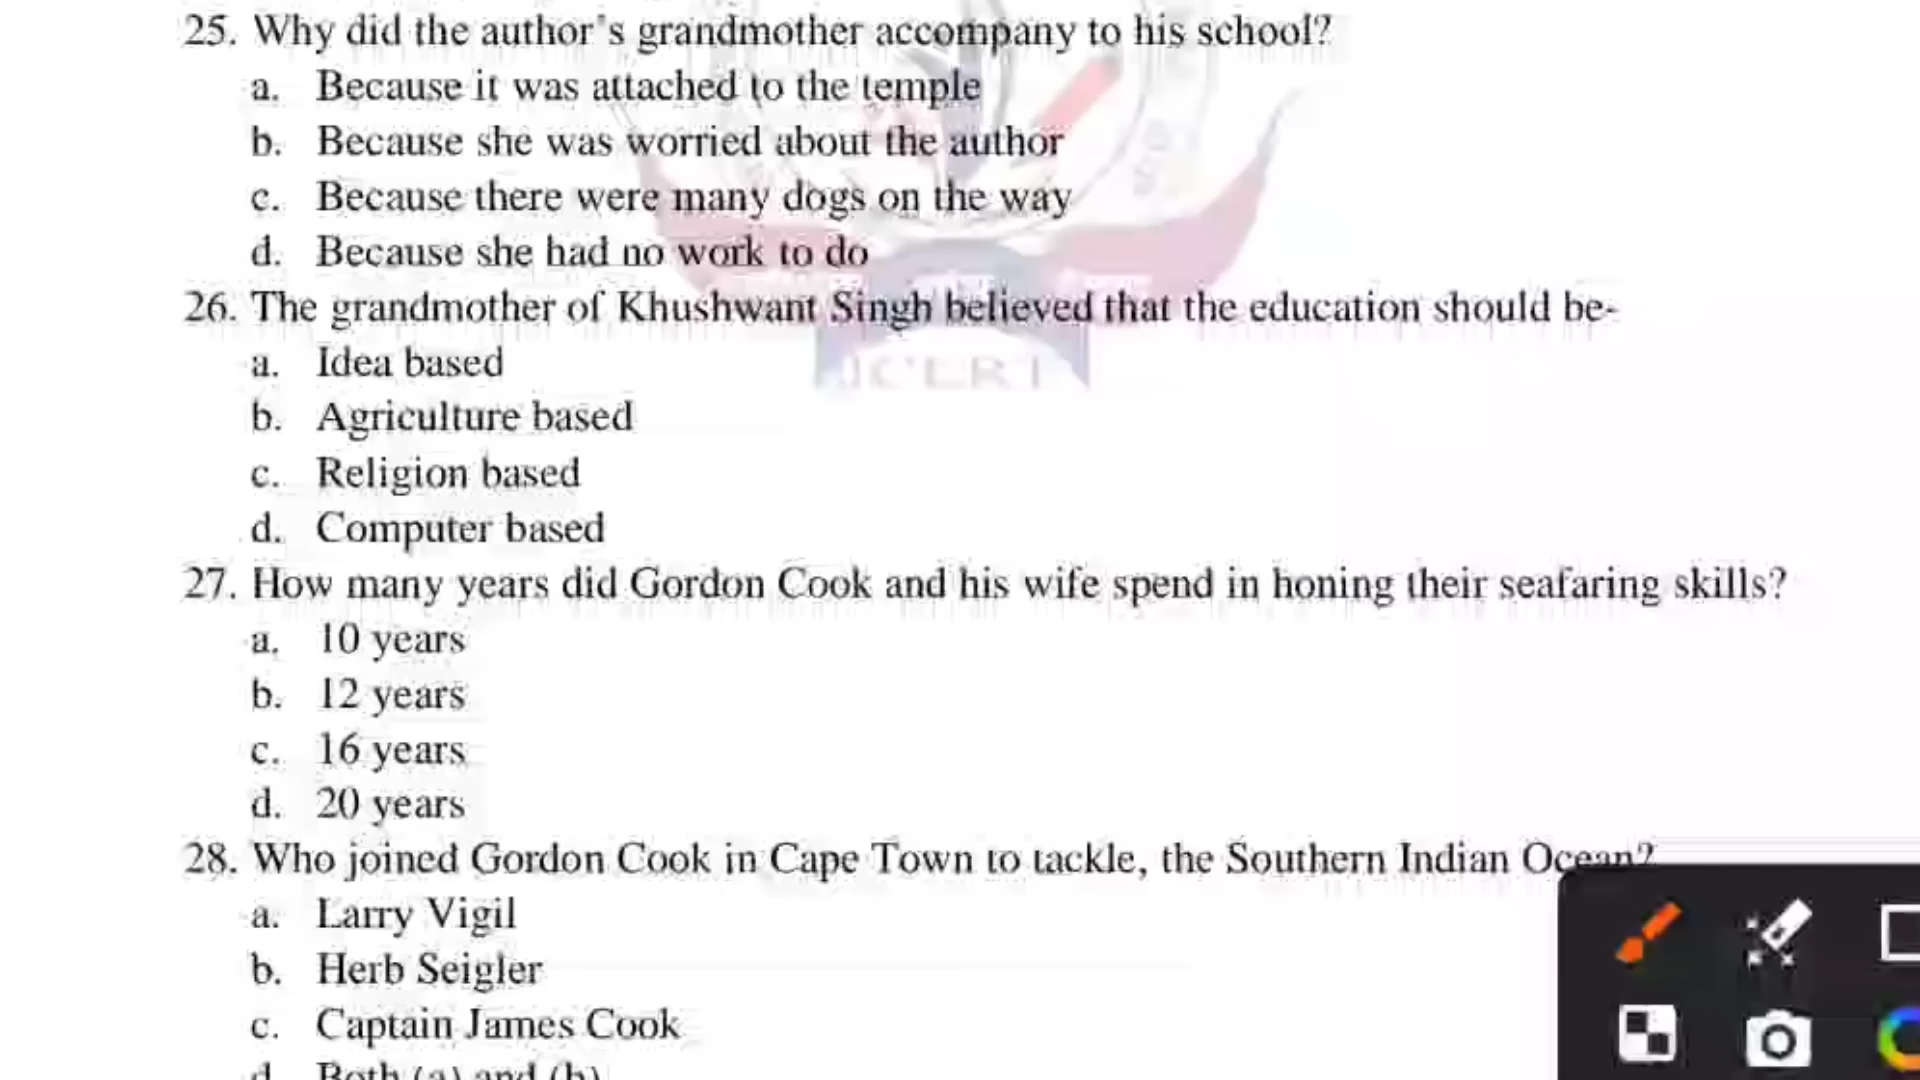 25. Why did the author's grandmother accompany to his school?
a. Because it was attached to the temple
b. Because she was worried about the author
c. Because there were many dogs on the way
d. Because she had no work to do
26. The grandmother of Khushwant Singh believed that the education should be-
a. Idea based
b. Agriculture based
JCERT
c. Religion based
d. Computer based
27. How many years did Gordon Cook and his wife spend in honing their seafaring skills?
a. 10 years
b. 12 years
c. 16 years
d. 20 years
28. Who joined Gordon Cook in Cape Town to tackle, the Southern Indian Ocean?
a. Larry Vigil
b. Herb Seigler
c. Captain James Cook
d. Both (a) and (b)